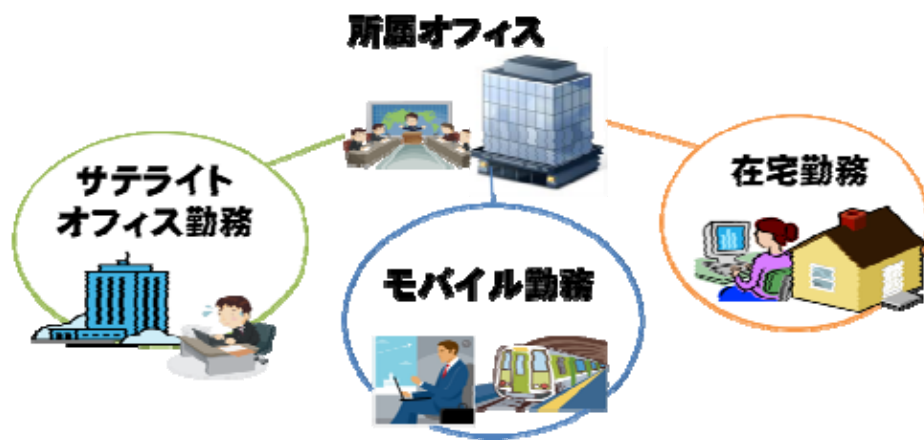 所属オフィス
サテライト
オフィス勤務
モバイル勤務
在宅勤務